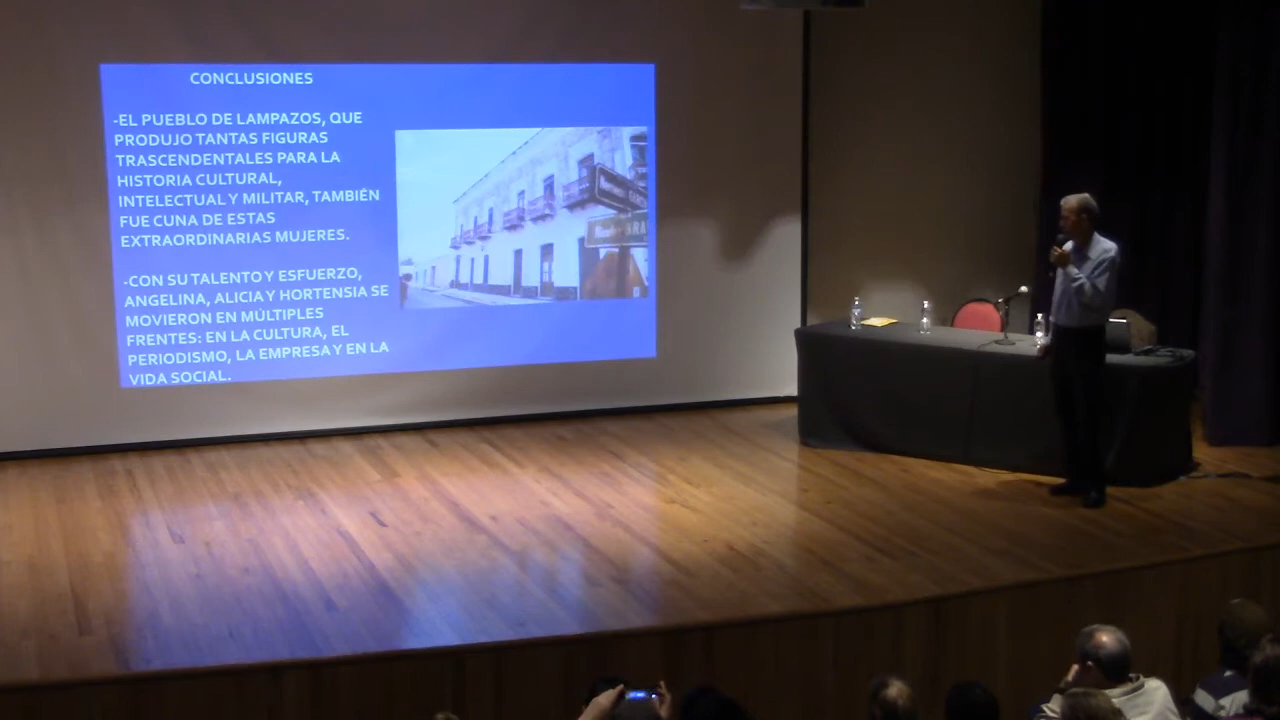 CONCLUSIONES
-EL PUEBLO DE LAMPAZOS, QUE
PRODUJO TANTAS FIGURAS
TRASCENDENTALES PARA LA
HISTORIA CULTURAL,
INTELECTUAL Y MILITAR, TAMBIÉN
FUE CUNA DE ESTAS
EXTRAORDINARIAS MUJERES.
-CON SU TALENTO Y ESFUERZO,
ANGELINA, ALICIA Y HORTENSIA SE
MOVIERON EN MÚLTIPLES
FRENTES: EN LA CULTURA, EL
PERIODISMO, LA EMPRESA Y EN LA
VIDA SOCIAL.